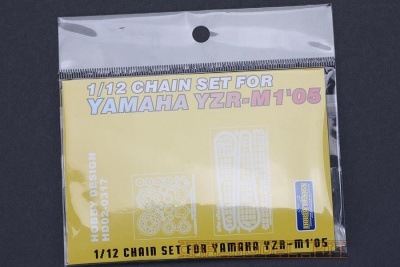 1/12 CHAIN SET FOR
YAMAHA YZR-M1'05
HOBBY DESIGN
HD02-0317
1/12 CHAIN SET FOR YAMAHA YZR-M1'05